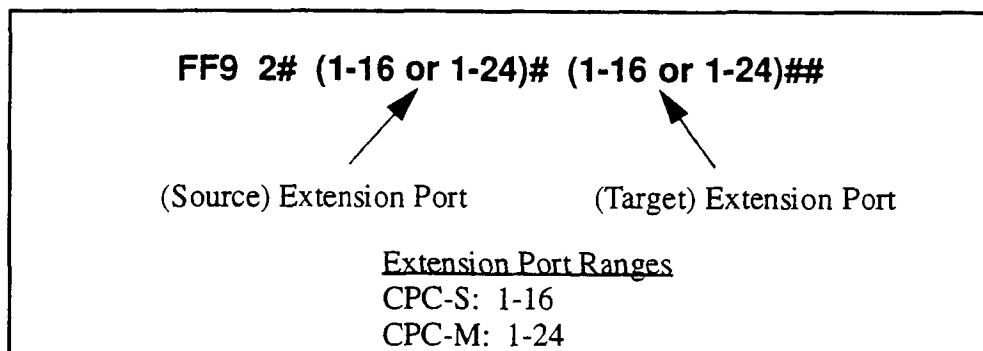 FF9 2# (1-16 or 1-24)# (1-16 or 1-24)##
(Source) Extension Port (Target) Extension Port
Extension Port Ranges
CPC-S: 1-16
CPC-M: 1-24